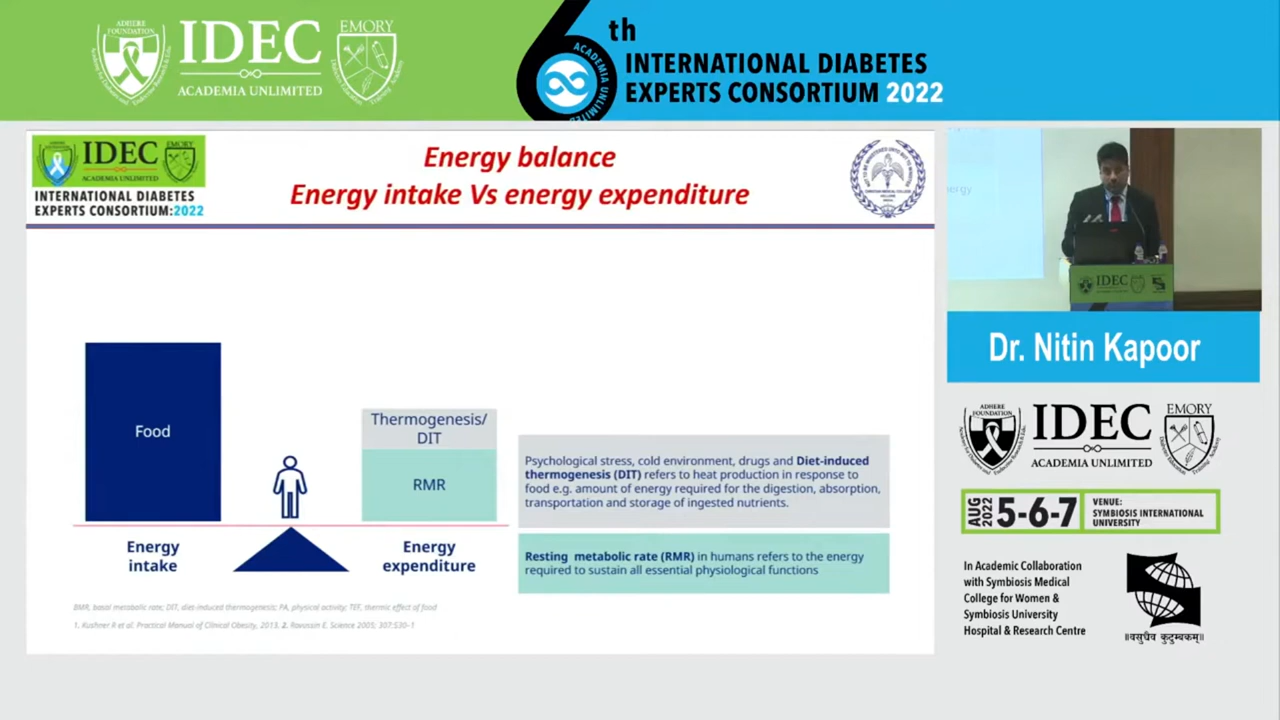 ADHERE
FOUNDATION
IDEC
ACADEMIA UNLIMITED
EMORY
6th
ACADEMIA UNLIMITED
INTERNATIONAL DIABETES
EXPERTS CONSORTIUM 2022
IDEC
ACADEMIA UNLIMITED
INTERNATIONAL DIABETES
EXPERTS CONSORTIUM:2022
Energy balance
Energy intake Vs energy expenditure
Food
Thermogenesis/
DIT
RMR
Energy
intake
Energy
expenditure
Psychological stress, cold environment, drugs and Diet-induced
thermogenesis (DIT) refers to heat production in response to
food e.g. amount of energy required for the digestion, absorption,
transportation and storage of ingested nutrients.
Resting metabolic rate (RMR) in humans refers to the energy
required to sustain all essential physiological functions
BMR, basal metabolic rate; DIT, diet-induced thermogenesis; PA, physical activity; TEF, thermic effect of food
1. Kushner R et al. Practical Manual of Clinical Obesity, 2013. 2. Ravussin E. Science 2005; 307:530–1
IDEC
Dr. Nitin Kapoor
ADHERE
FOUNDATION
IDEC
ACADEMIA UNLIMITED
EMORY
AUG
2022
5-6-7
VENUE:
SYMBIOSIS INTERNATIONAL
UNIVERSITY
In Academic Collaboration
with Symbiosis Medical
College for Women &
Symbiosis University
Hospital & Research Centre
॥वसुधैव कुटुम्बकम्॥